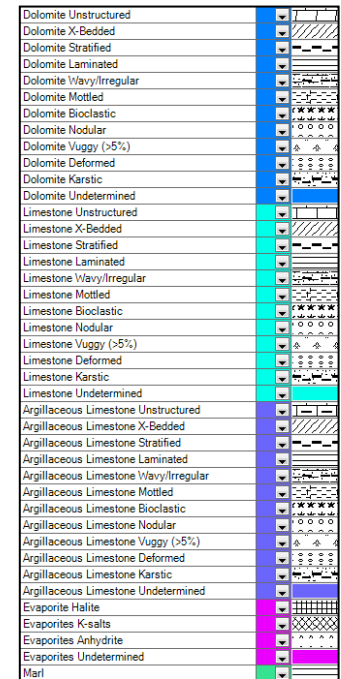 Dolomite Unstructured
Dolomite X-Bedded
Dolomite Stratified
Dolomite Laminated
Dolomite Wavy/Irregular
Dolomite Mottled
Dolomite Bioclastic
Dolomite Nodular
Dolomite Vuggy (>5%)
Dolomite Deformed
Dolomite Karstic
Dolomite Undetermined
Limestone Unstructured
Limestone X-Bedded
Limestone Stratified
Limestone Laminated
Limestone Wavy/Irregular
Limestone Mottled
Limestone Bioclastic
Limestone Nodular
Limestone Vuggy (>5%)
Limestone Deformed
Limestone Karstic
Limestone Undetermined
Argillaceous Limestone Unstructured
Argillaceous Limestone X-Bedded
Argillaceous Limestone Stratified
Argillaceous Limestone Laminated
Argillaceous Limestone Wavy/Irregular
Argillaceous Limestone Mottled
Argillaceous Limestone Bioclastic
Argillaceous Limestone Nodular
Argillaceous Limestone Vuggy (>5%)
Argillaceous Limestone Deformed
Argillaceous Limestone Karstic
Argillaceous Limestone Undetermined
Evaporite Halite
Evaporites K-salts
Evaporites Anhydrite
Evaporites Undetermined
Marl